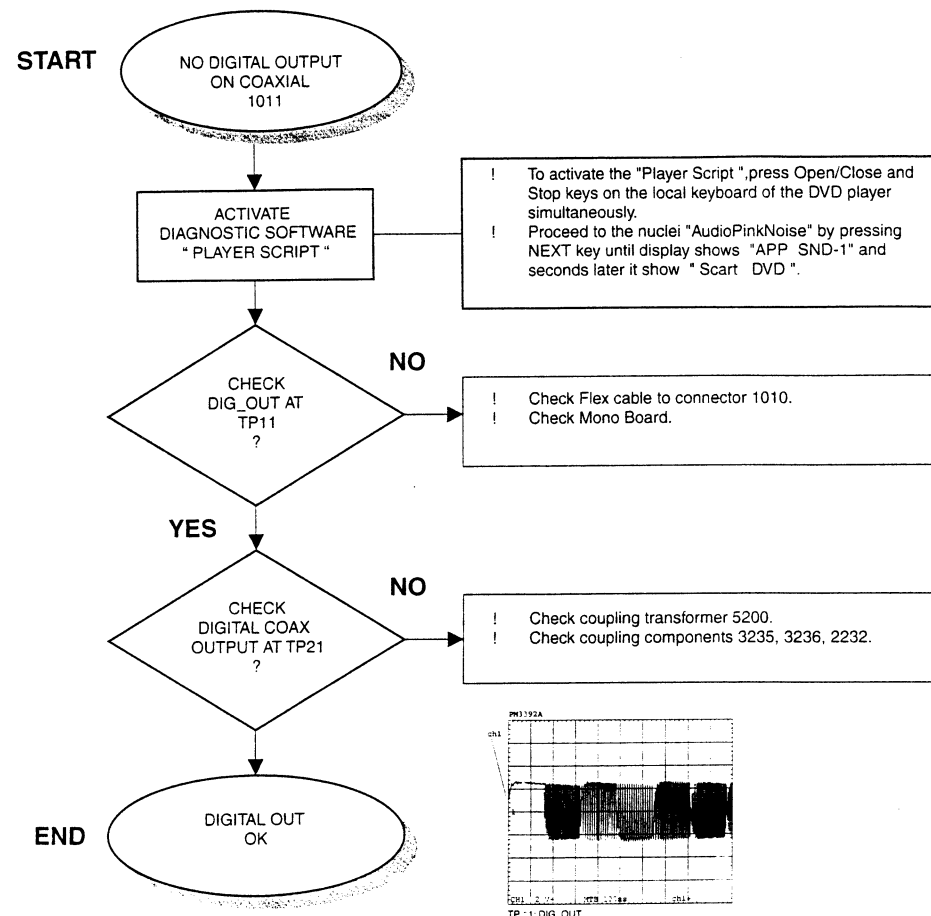 START
NO DIGITAL OUTPUT
ON COAXIAL
1011
ACTIVATE
DIAGNOSTIC SOFTWARE
“ PLAYER SCRIPT “
! To activate the "Player Script ",press Open/Close and
Stop keys on the local keyboard of the DVD player
simultaneously.
! Proceed to the nuclei "AudioPinkNoise" by pressing
NEXT key until display shows "APP SND-1" and
seconds later it show " Scart DVD ".
CHECK
DIG_OUT AT
TP11
?
NO
! Check Flex cable to connector 1010.
! Check Mono Board.
YES
CHECK
DIGITAL COAX
OUTPUT AT TP21
?
NO
! Check coupling transformer 5200.
! Check coupling components 3235, 3236, 2232.
END
DIGITAL OUT
OK
PM3392A
ch1
CH1 MTB ch1+
DIG_OUT